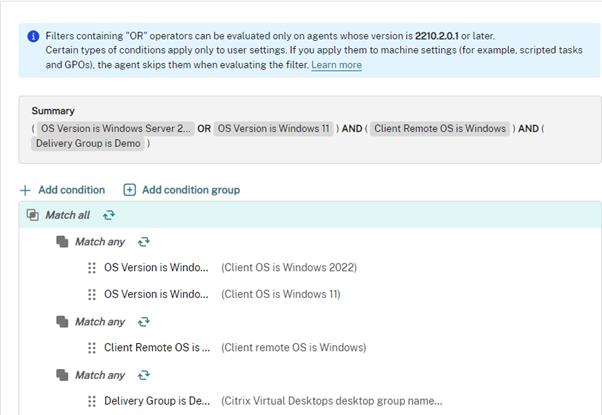 Filters containing "OR" operators can be evaluated only on agents whose version is 2210.2.0.1 or later.
Certain types of conditions apply only to user settings. If you apply them to machine settings (for example, scripted tasks
and GPOs), the agent skips them when evaluating the filter. Learn more
Summary
( OS Version is Windows Server 2... OR OS Version is Windows 11 ) AND ( Client Remote OS is Windows ) AND (
Delivery Group is Demo )
Add condition Add condition group
Match all
Match any
OS Version is Windo... (Client OS is Windows 2022)
OS Version is Windo... (Client OS is Windows 11)
Match any
Client Remote OS is ... (Client remote OS is Windows)
Match any
Delivery Group is De... (Citrix Virtual Desktops desktop group name...